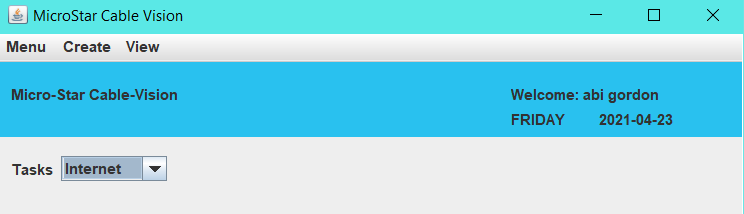 MicroStar Cable Vision
Menu Create View
Micro-Star Cable-Vision
Welcome: abi gordon
FRIDAY 2021-04-23
Tasks Internet